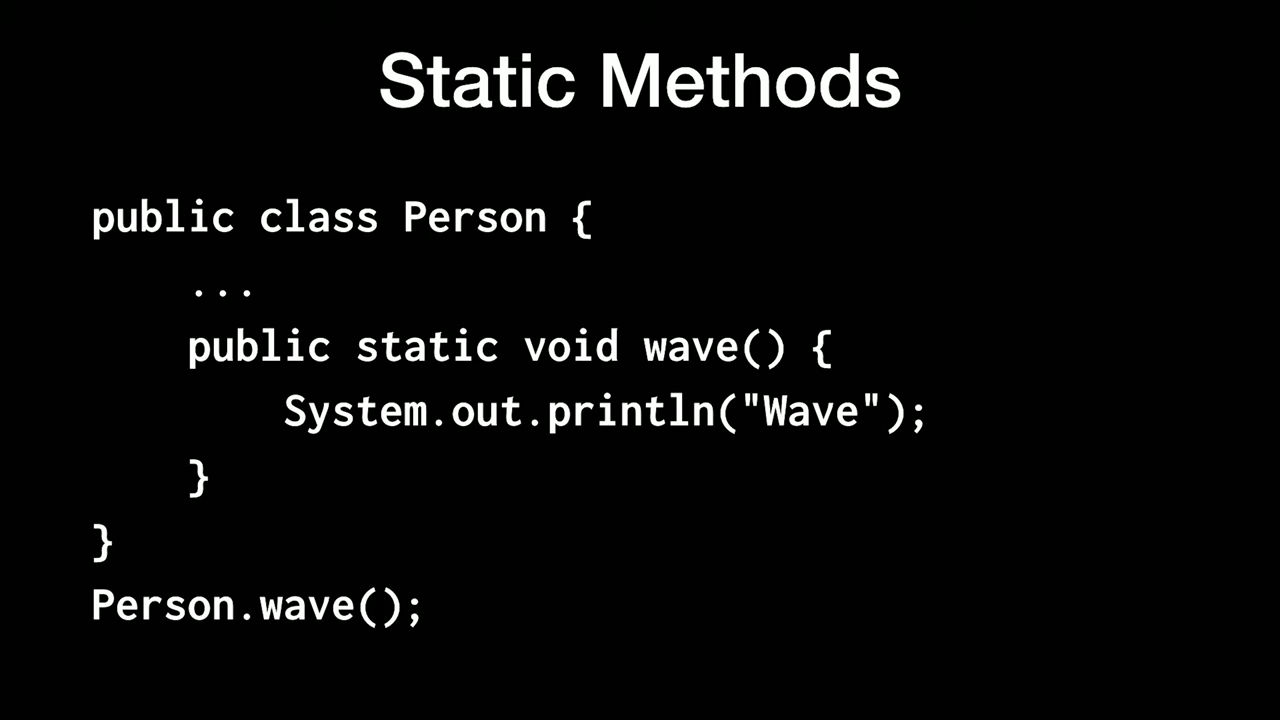 Static Methods
public class Person {
...
public static void wave() {
System.out.println("Wave");
}
}
Person.wave();